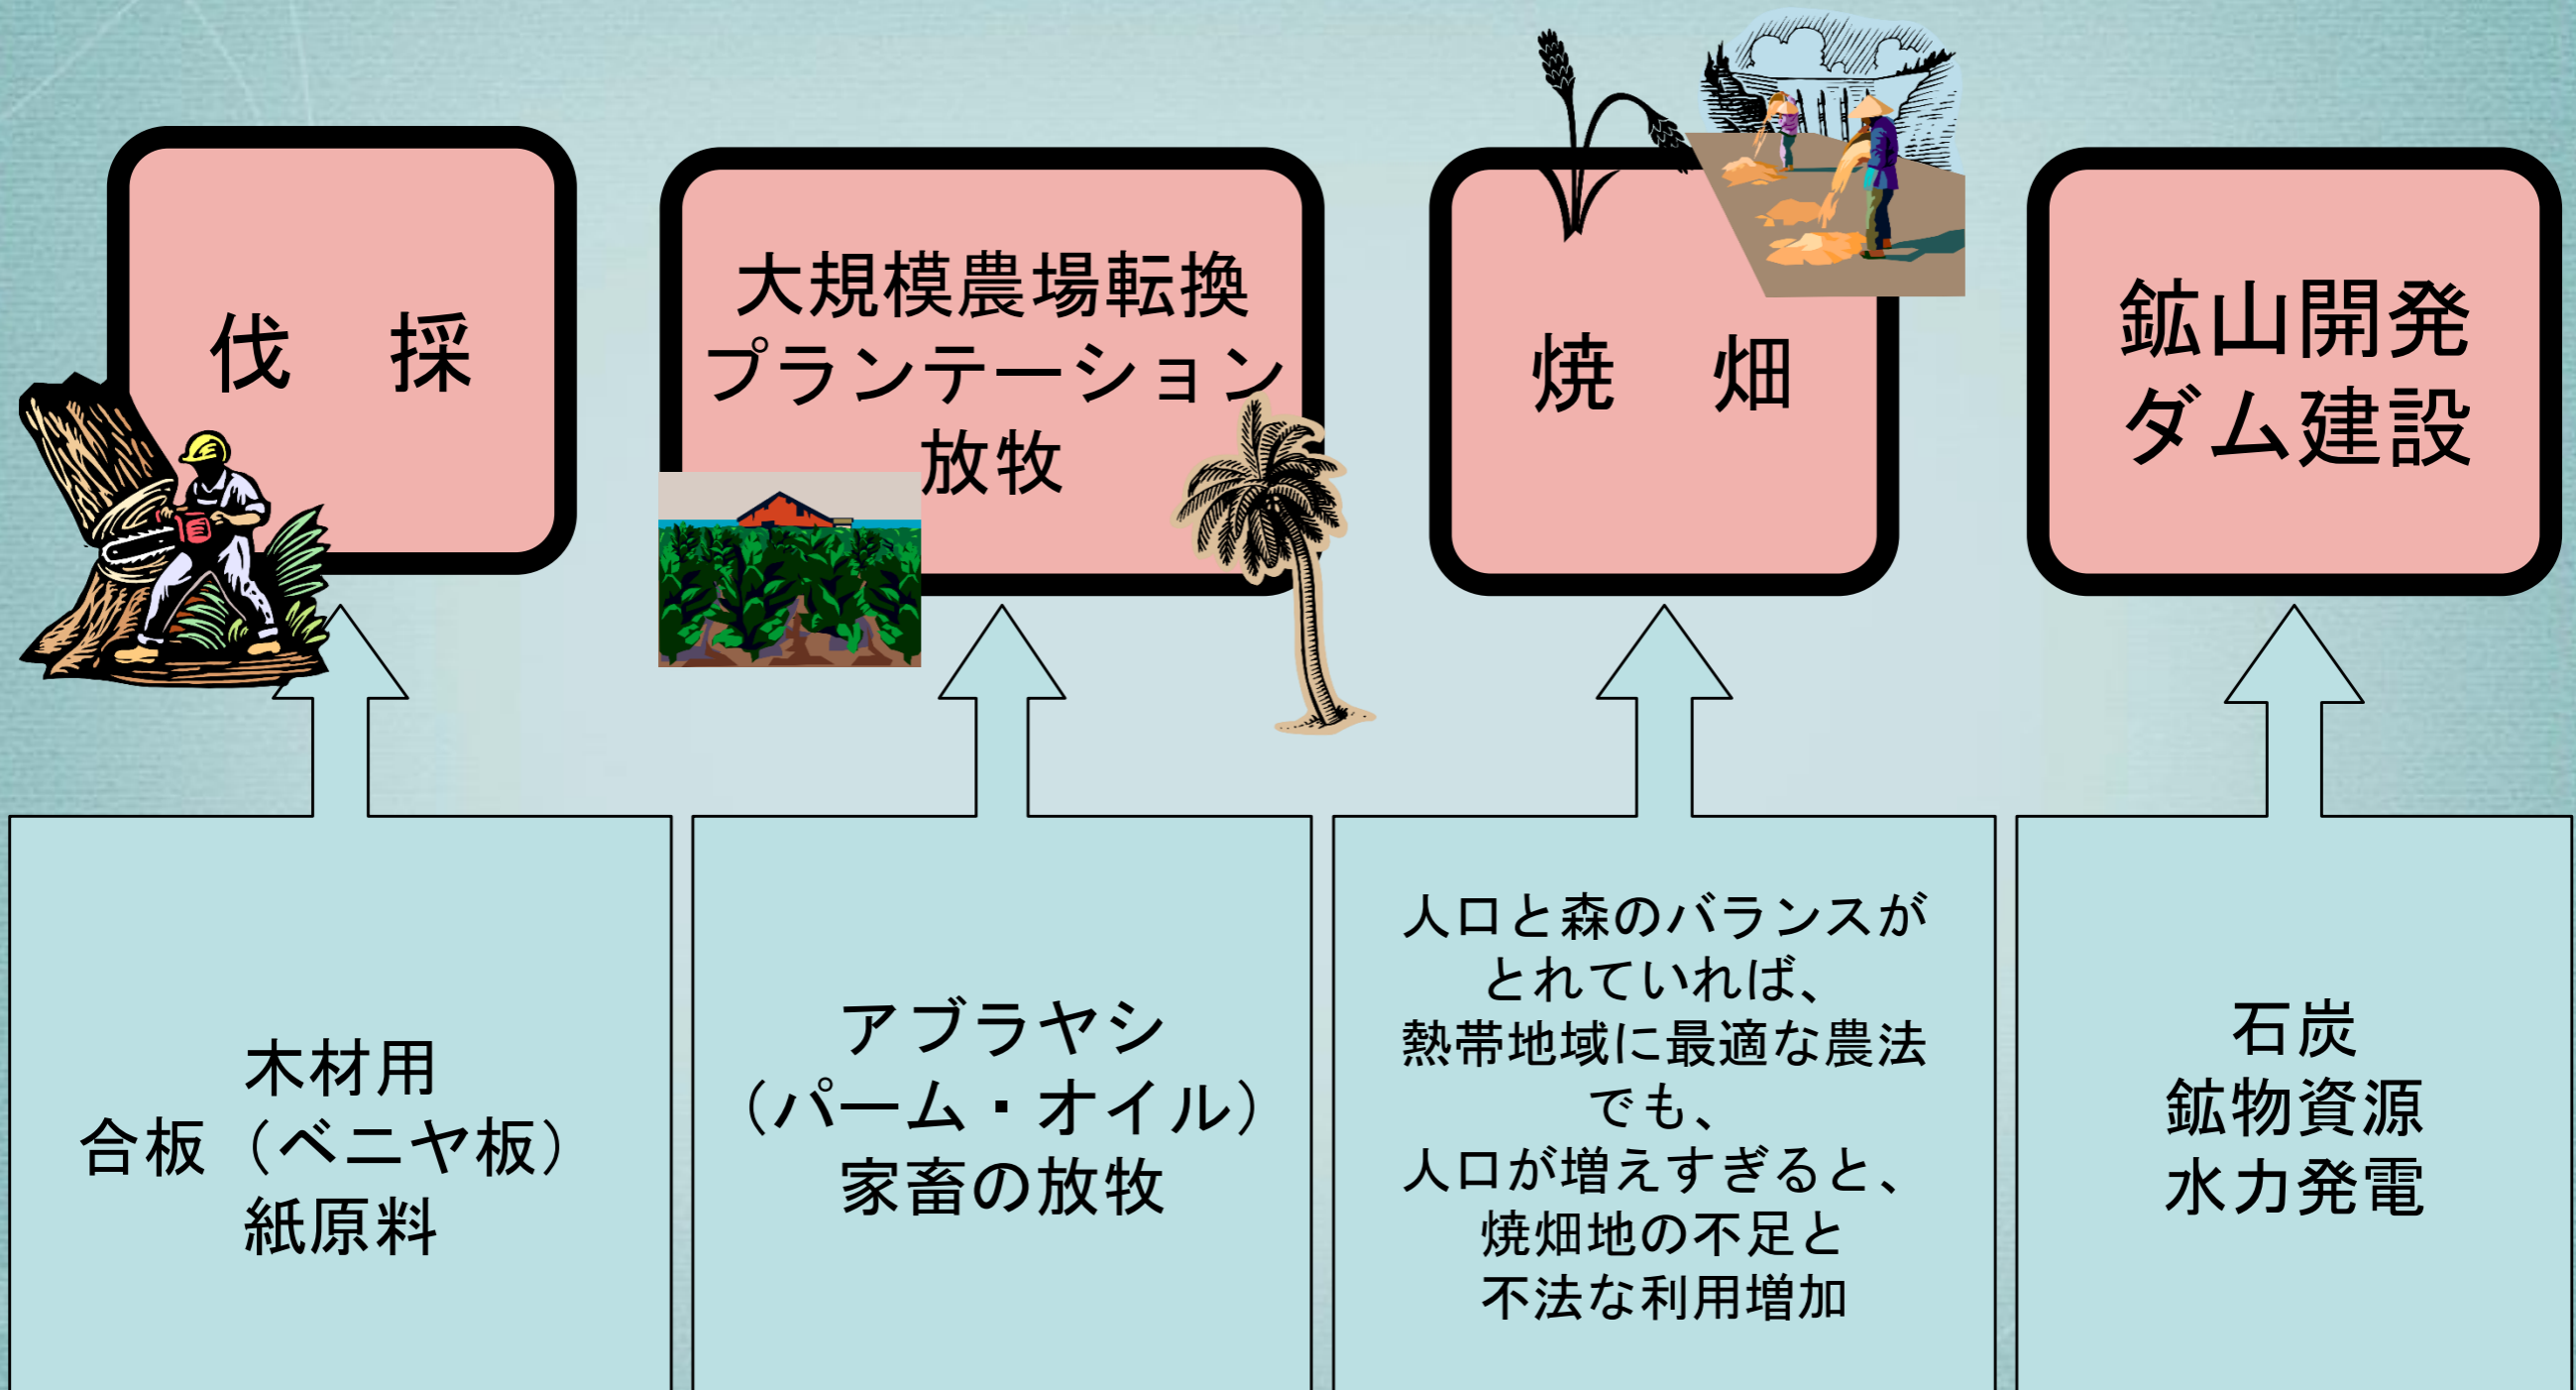 伐　採
大規模農場転換
プランテーション
放牧
焼　畑
鉱山開発
ダム建設
木材用
合板（ベニヤ板）
紙原料
アブラヤシ
（パーム・オイル）
家畜の放牧
人口と森のバランスが
とれていれば、
熱帯地域に最適な農法
でも、
人口が増えすぎると、
焼畑地の不足と
不法な利用増加
石炭
鉱物資源
水力発電